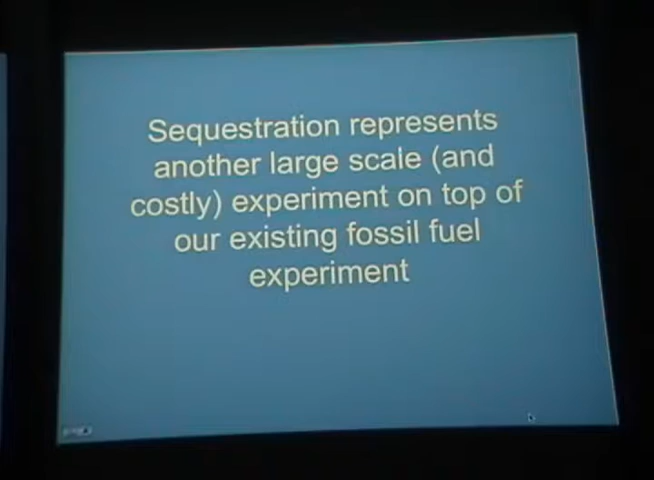 Sequestration represents
another large scale (and
costly) experiment on top of
our existing fossil fuel
experiment